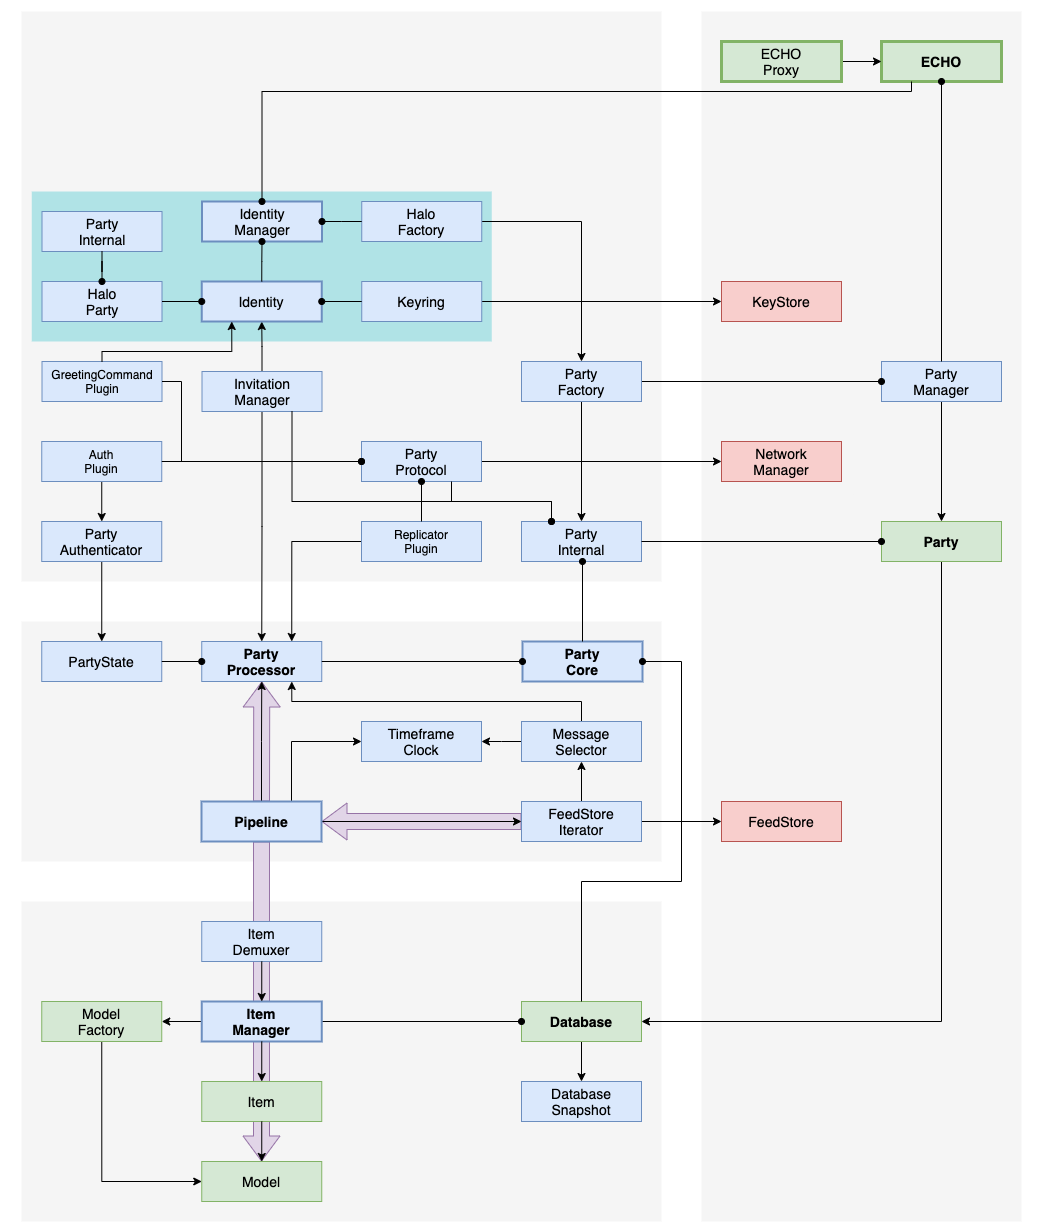 ECHO
Proxy
ECHO
Party
Internal
Identity
Manager
Halo
Factory
Halo
Party
Identity
Keyring
KeyStore
GreetingCommand
Plugin
Invitation
Manager
Party
Factory
Party
Manager
Auth
Plugin
Party
Protocol
Network
Manager
Party
Authenticator
Replicator
Plugin
Party
Internal
Party
PartyState
Party
Processor
Party
Core
Timeframe
Clock
Message
Selector
Pipeline
FeedStore
Iterator
FeedStore
Item
Demuxer
Model
Factory
Item
Manager
Database
Item
Database
Snapshot
Model